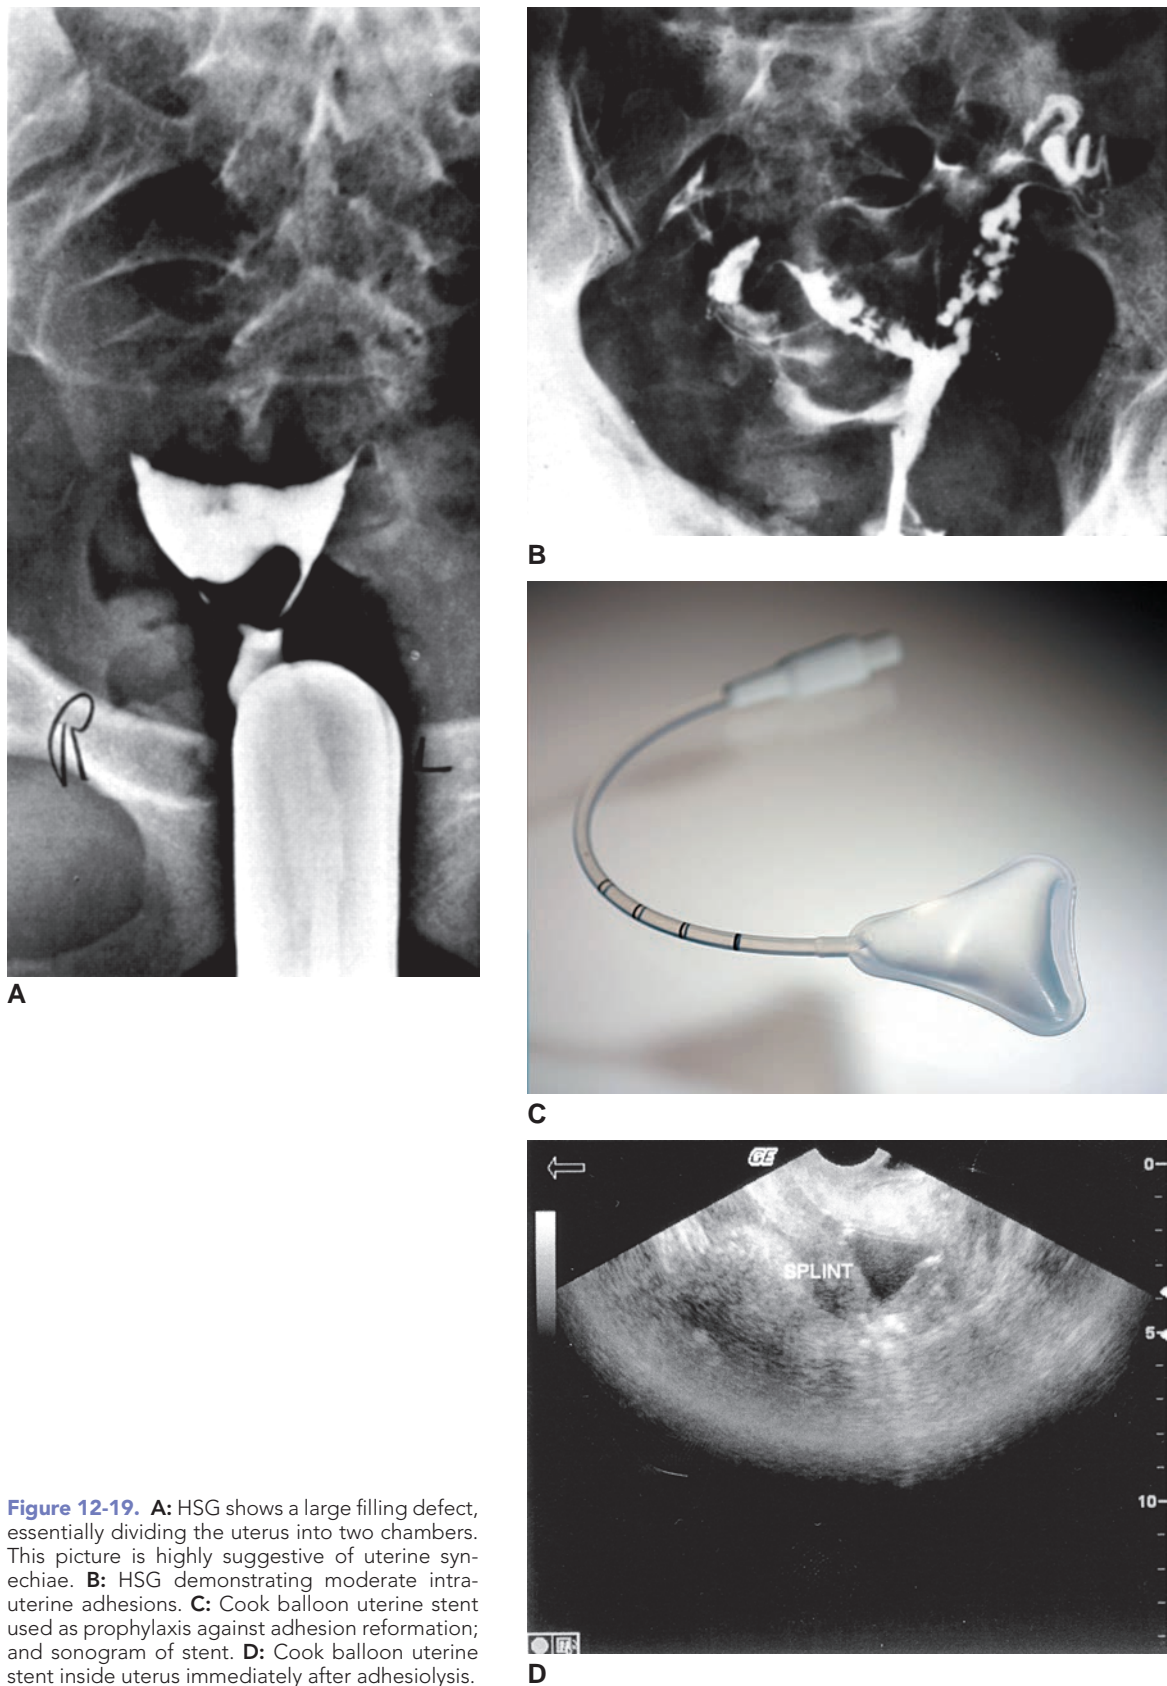 R
L
A
B
C
GE
0
SPLINT
5
10
D
Figure 12-19. A: HSG shows a large filling defect,
essentially dividing the uterus into two chambers.
This picture is highly suggestive of uterine syn-
echiae. B: HSG demonstrating moderate intra-
uterine adhesions. C: Cook balloon uterine stent
used as prophylaxis against adhesion reformation;
and sonogram of stent. D: Cook balloon uterine
stent inside uterus immediately after adhesiolysis.